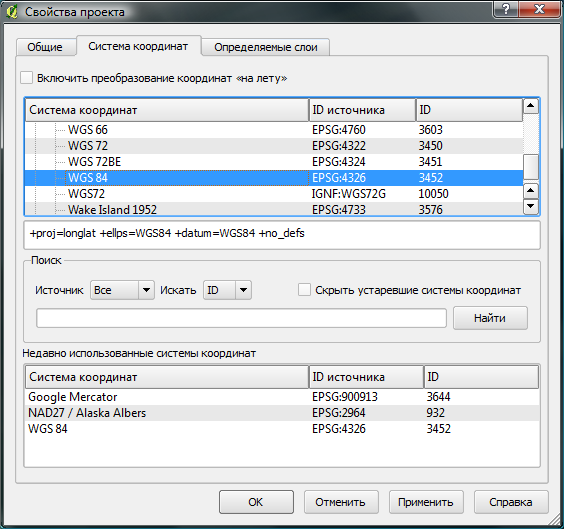 Свойства проекта
Общие Система координат Определяемые слои
Включить преобразование координат «на лету»
Система координат ID источника ID
WGS 66 EPSG:4760 3603
WGS 72 EPSG:4322 3450
WGS 72BE EPSG:4324 3451
WGS 84 EPSG:4326 3452
WGS72 IGNF:WGS72G 10050
Wake Island 1952 EPSG:4733 3576
+proj=longlat +ellps=WGS84 +datum=WGS84 +no_defs
Поиск
Источник Все Искать ID Скрыть устаревшие системы координат
Найти
Недавно использованные системы координат
Система координат ID источника ID
Google Mercator EPSG:900913 3644
NAD27 / Alaska Albers EPSG:2964 932
WGS 84 EPSG:4326 3452
OK Отменить Применить Справка